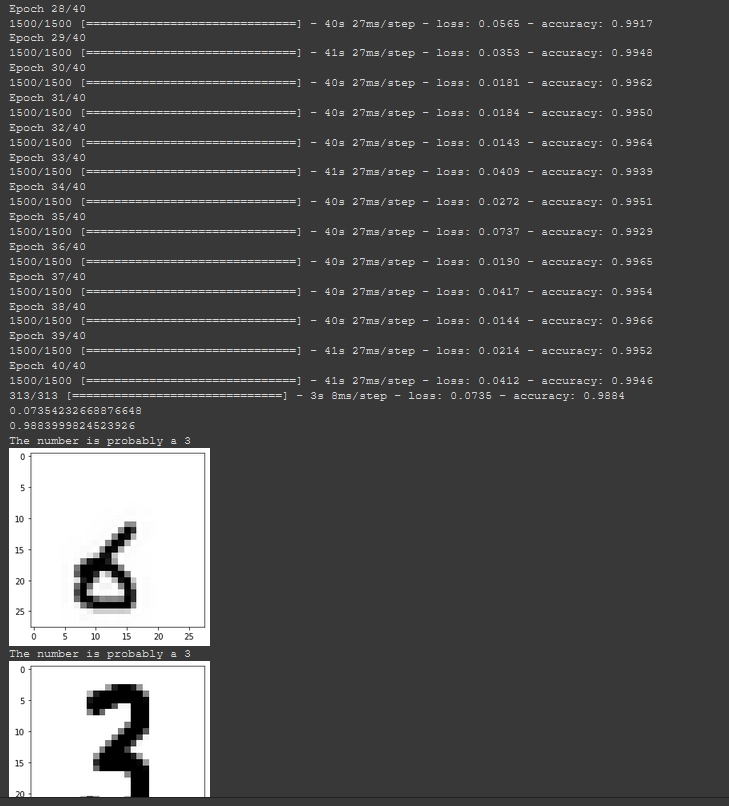 Epoch 28/40
1500/1500 [==============================] - 40s 27ms/step - loss: 0.0565 - accuracy: 0.9917
Epoch 29/40
1500/1500 [==============================] - 41s 27ms/step - loss: 0.0353 - accuracy: 0.9948
Epoch 30/40
1500/1500 [==============================] - 40s 27ms/step - loss: 0.0181 - accuracy: 0.9962
Epoch 31/40
1500/1500 [==============================] - 40s 27ms/step - loss: 0.0184 - accuracy: 0.9950
Epoch 32/40
1500/1500 [==============================] - 40s 27ms/step - loss: 0.0143 - accuracy: 0.9964
Epoch 33/40
1500/1500 [==============================] - 41s 27ms/step - loss: 0.0409 - accuracy: 0.9939
Epoch 34/40
1500/1500 [==============================] - 40s 27ms/step - loss: 0.0272 - accuracy: 0.9951
Epoch 35/40
1500/1500 [==============================] - 40s 27ms/step - loss: 0.0737 - accuracy: 0.9929
Epoch 36/40
1500/1500 [==============================] - 40s 27ms/step - loss: 0.0190 - accuracy: 0.9965
Epoch 37/40
1500/1500 [==============================] - 40s 27ms/step - loss: 0.0417 - accuracy: 0.9954
Epoch 38/40
1500/1500 [==============================] - 40s 27ms/step - loss: 0.0144 - accuracy: 0.9966
Epoch 39/40
1500/1500 [==============================] - 41s 27ms/step - loss: 0.0214 - accuracy: 0.9952
Epoch 40/40
1500/1500 [==============================] - 41s 27ms/step - loss: 0.0412 - accuracy: 0.9946
313/313 [==============================] - 3s 8ms/step - loss: 0.0735 - accuracy: 0.9884
0.07354232668876648
0.9883999824523926
The number is probably a 3
0
5
10
15
20
25
0 5 10 15 20 25
The number is probably a 3
0
5
10
15
20
3